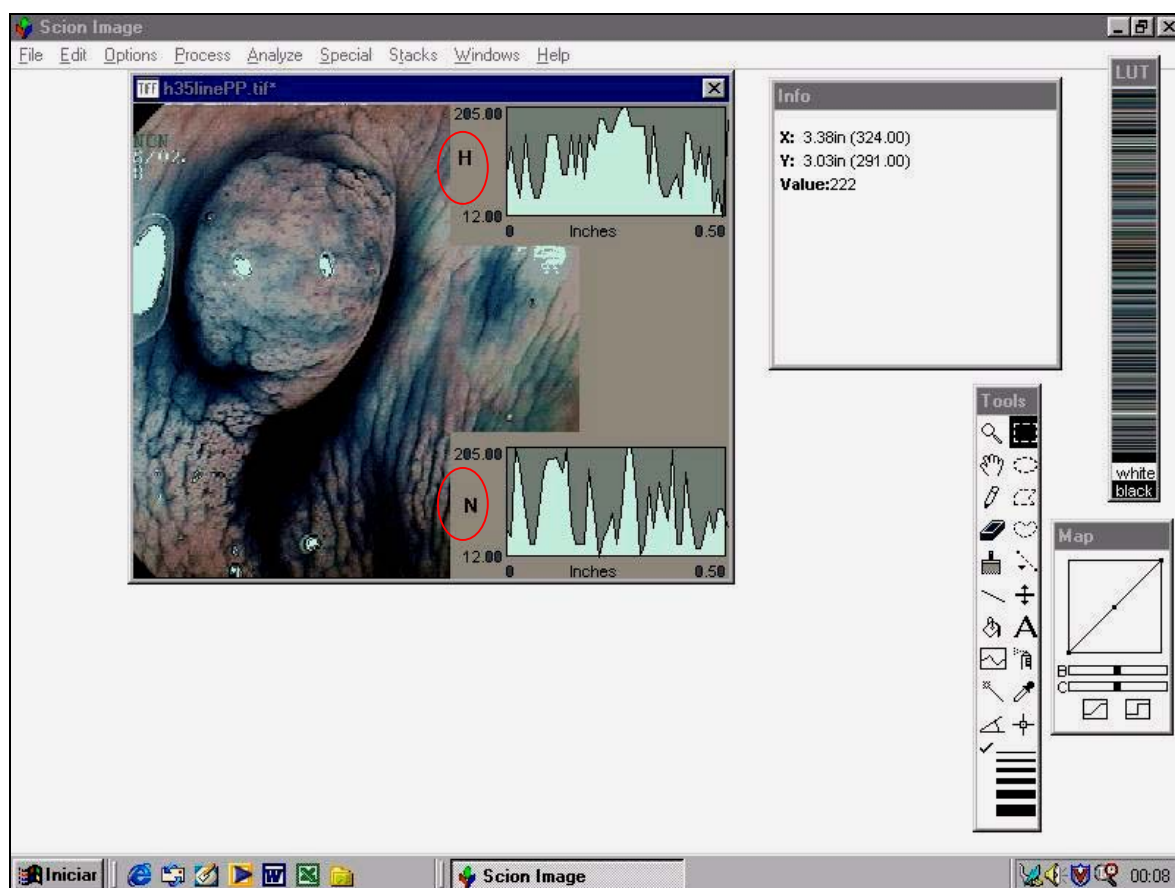 Scion Image
File Edit Options Process Analyze Special Stacks Windows Help
TIFF h35linePP.tif*
205.00
H
12.00
0 Inches 0.50
205.00
N
12.00
0 Inches 0.50
Info
X: 3.38in (324.00)
Y: 3.03in (291.00)
Value:222
LUT
white
black
Tools
A
Map
B
C
Iniciar
Scion Image
00:08